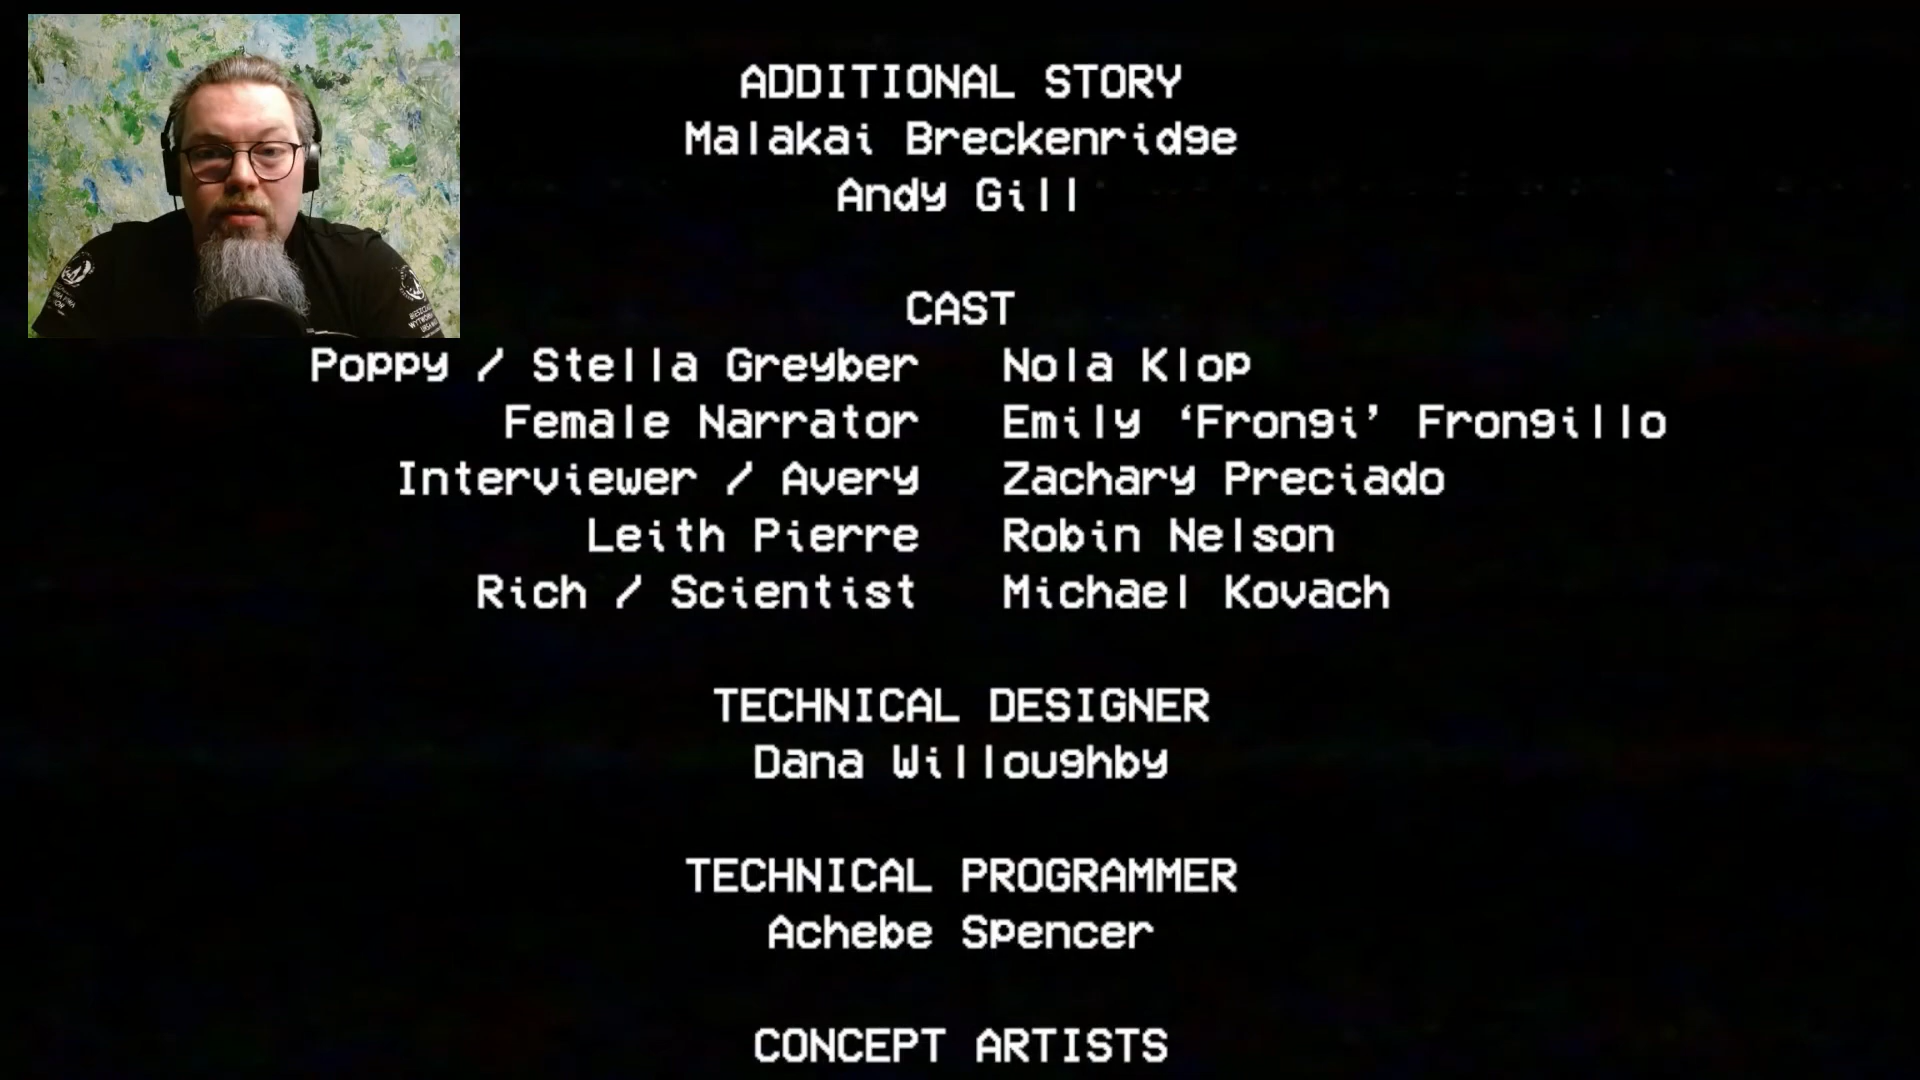 ADDITIONAL STORY
Malakai Breckenridge
Andy Gill
CAST
Poppy / Stella Greyber Nola Klop
Female Narrator Emily ‘Frongi’ Frongillo
Interviewer / Avery Zachary Preciado
Leith Pierre Robin Nelson
Rich / Scientist Michael Kovach
TECHNICAL DESIGNER
Dana Willoughby
TECHNICAL PROGRAMMER
Achebe Spencer
CONCEPT ARTISTS